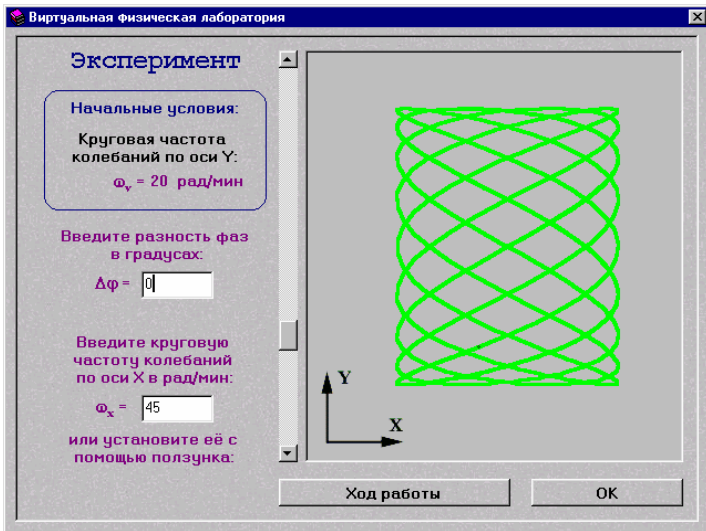 Виртуальная физическая лаборатория
Эксперимент
Начальные условия:
Круговая частота
колебаний по оси Y:
ωᵧ = 20 рад/мин
Введите разность фаз
в градусах:
Δφ = 0
Введите круговую
частоту колебаний
по оси X в рад/мин:
ωₓ = 45
или установите её с
помощью ползунка:
Y
X
Ход работы
OK